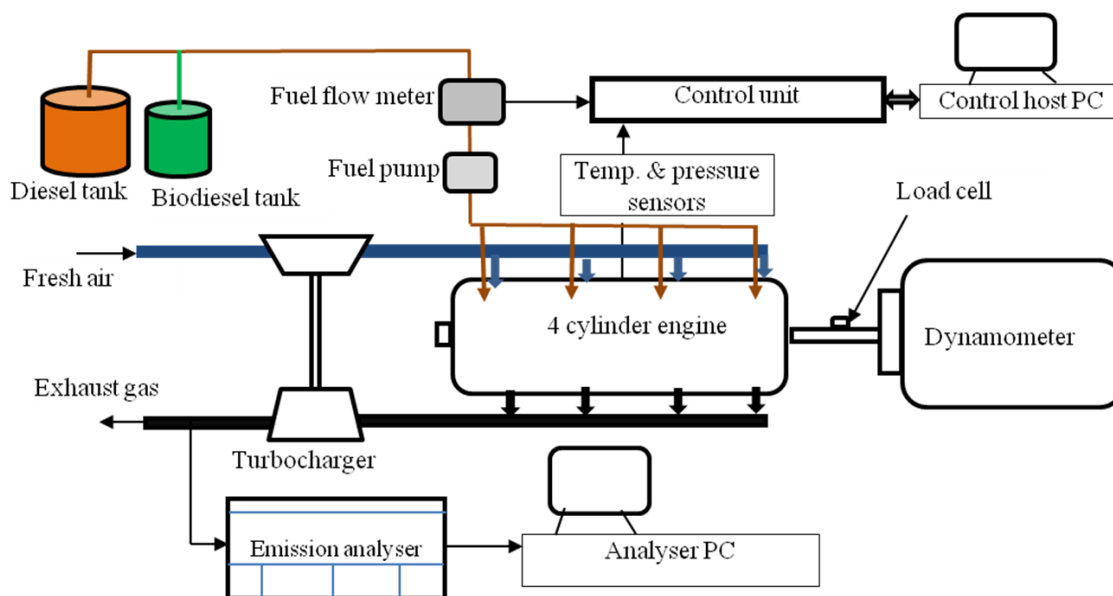 Fuel flow meter
Control unit
Control host PC
Diesel tank
Biodiesel tank
Fuel pump
Temp. & pressure
sensors
Load cell
Fresh air
4 cylinder engine
Dynamometer
Exhaust gas
Turbocharger
Emission analyser
Analyser PC